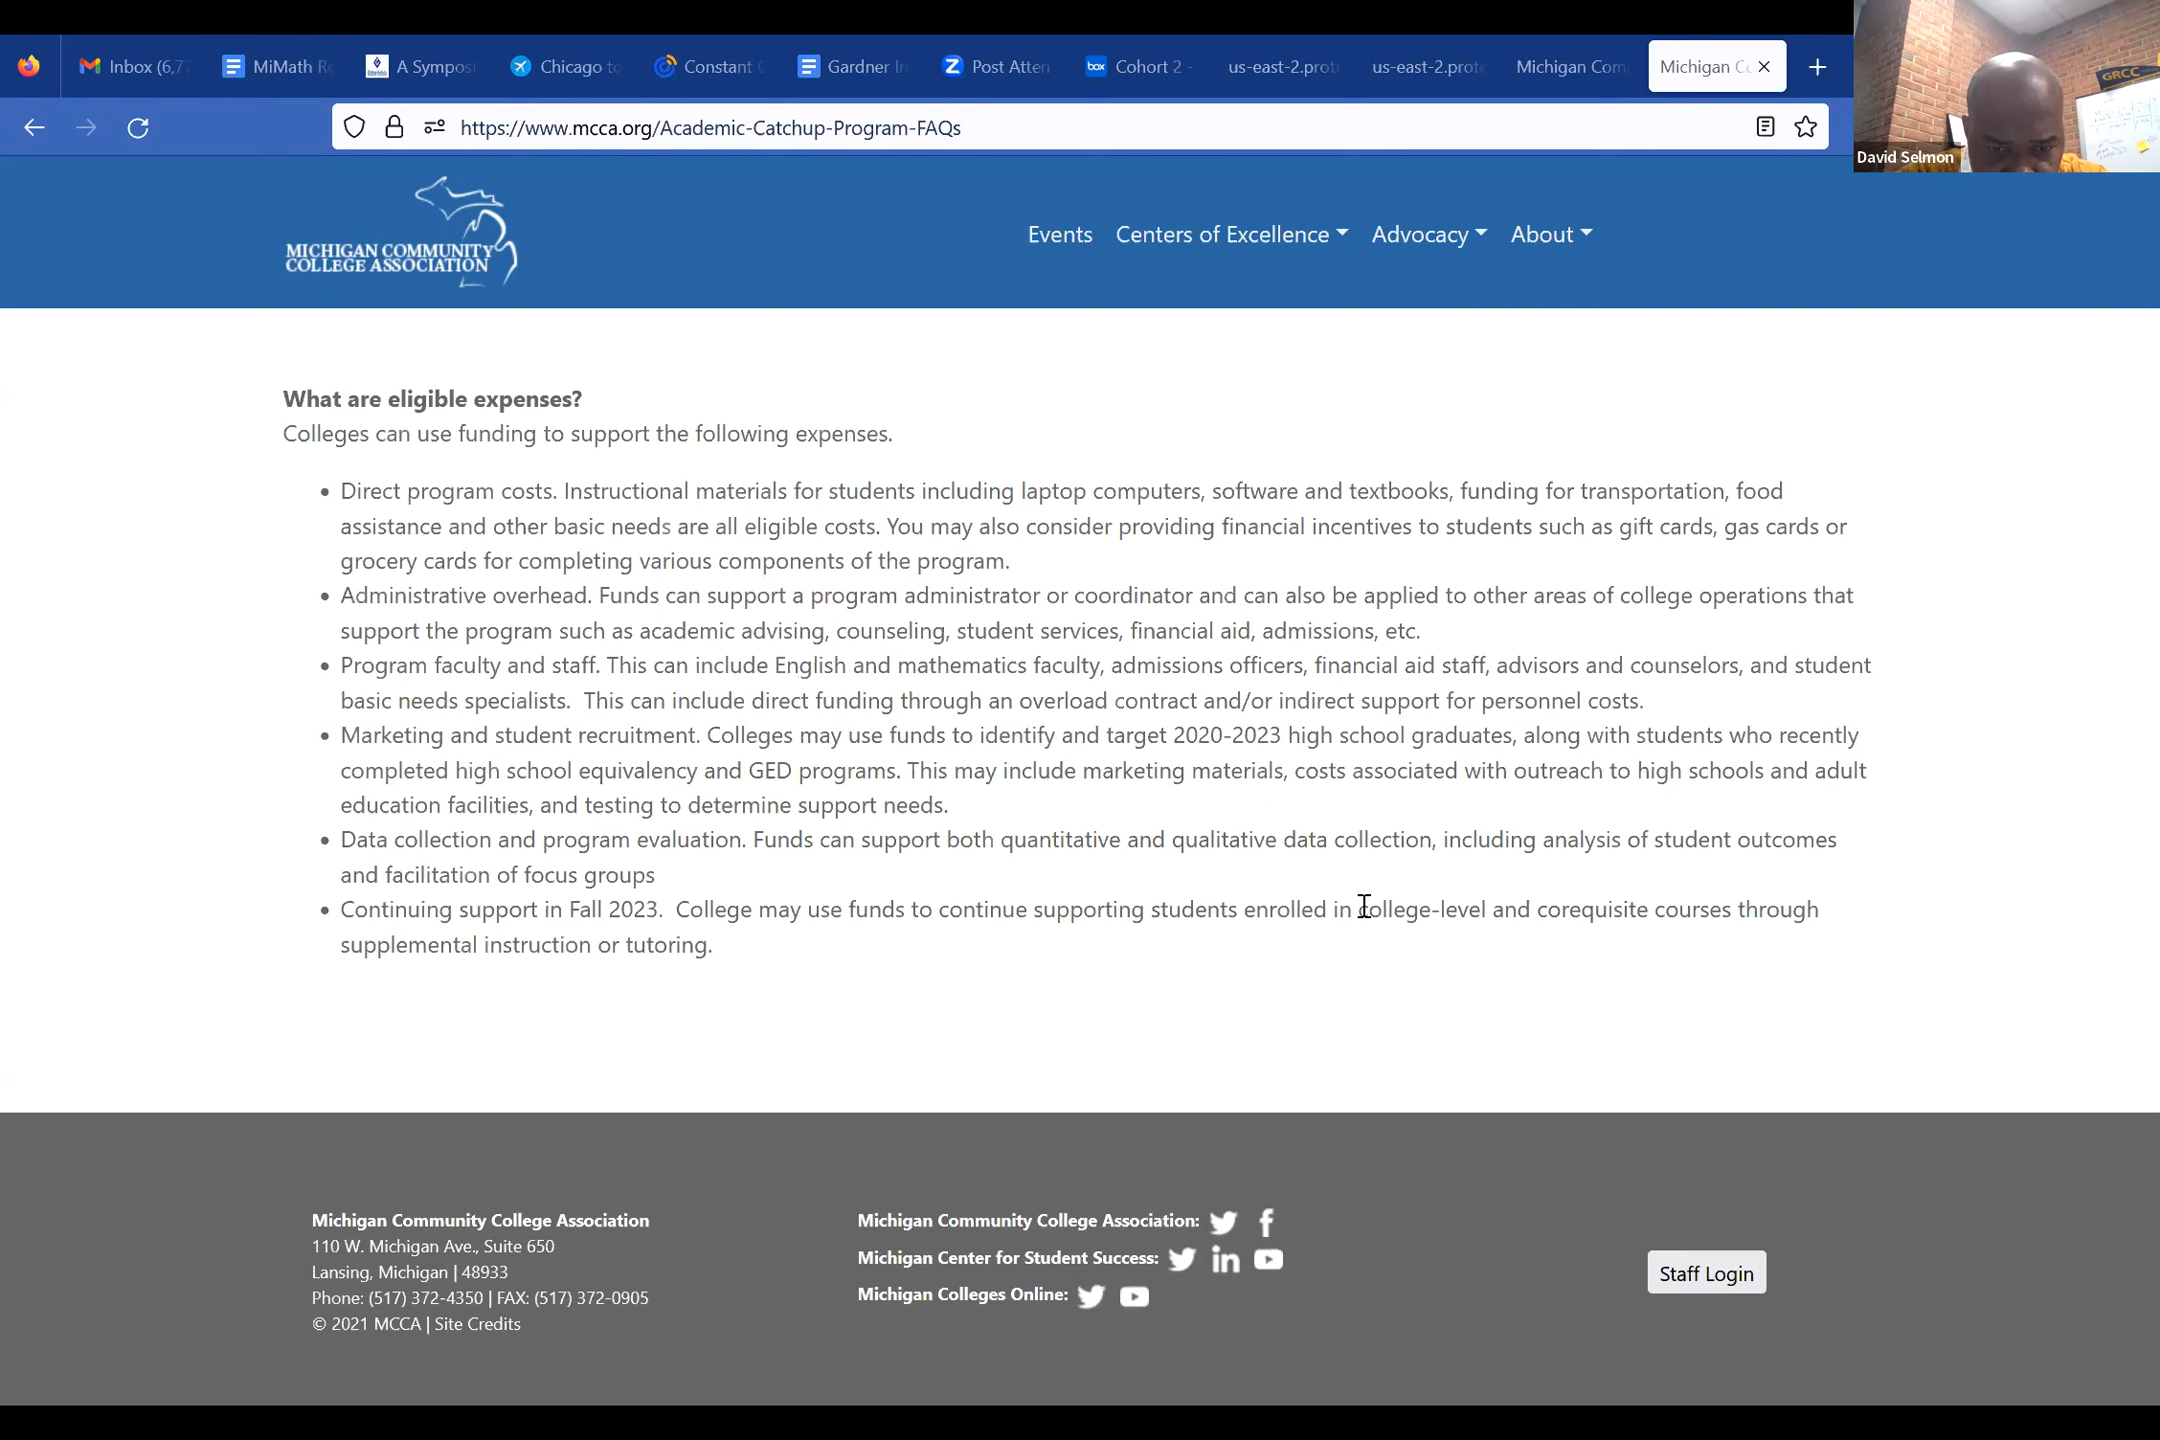 Inbox (6,77
MiMath Re
A Symposi
Chicago to
Constant C
Gardner In
Post Atten
Cohort 2 -
us-east-2.prote
us-east-2.prote
Michigan Com
Michigan Co
https://www.mcca.org/Academic-Catchup-Program-FAQs
GRCC
David Selmon
MICHIGAN COMMUNITY
COLLEGE ASSOCIATION
Events
Centers of Excellence
Advocacy
About
What are eligible expenses?
Colleges can use funding to support the following expenses.
• Direct program costs. Instructional materials for students including laptop computers, software and textbooks, funding for transportation, food
assistance and other basic needs are all eligible costs. You may also consider providing financial incentives to students such as gift cards, gas cards or
grocery cards for completing various components of the program.
• Administrative overhead. Funds can support a program administrator or coordinator and can also be applied to other areas of college operations that
support the program such as academic advising, counseling, student services, financial aid, admissions, etc.
• Program faculty and staff. This can include English and mathematics faculty, admissions officers, financial aid staff, advisors and counselors, and student
basic needs specialists.  This can include direct funding through an overload contract and/or indirect support for personnel costs.
• Marketing and student recruitment. Colleges may use funds to identify and target 2020-2023 high school graduates, along with students who recently
completed high school equivalency and GED programs. This may include marketing materials, costs associated with outreach to high schools and adult
education facilities, and testing to determine support needs.
• Data collection and program evaluation. Funds can support both quantitative and qualitative data collection, including analysis of student outcomes
and facilitation of focus groups
• Continuing support in Fall 2023.  College may use funds to continue supporting students enrolled in college-level and corequisite courses through
supplemental instruction or tutoring.
Michigan Community College Association
110 W. Michigan Ave., Suite 650
Lansing, Michigan | 48933
Phone: (517) 372-4350 | FAX: (517) 372-0905
© 2021 MCCA | Site Credits
Michigan Community College Association:
Michigan Center for Student Success:
Michigan Colleges Online:
Staff Login